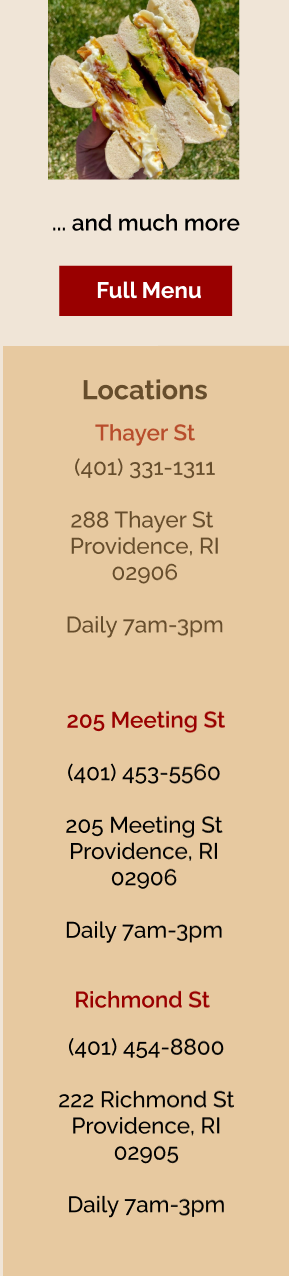 ... and much more
Full Menu
Locations
Thayer St
(401) 331-1311
288 Thayer St
Providence, RI
02906
Daily 7am-3pm
205 Meeting St
(401) 453-5560
205 Meeting St
Providence, RI
02906
Daily 7am-3pm
Richmond St
(401) 454-8800
222 Richmond St
Providence, RI
02905
Daily 7am-3pm